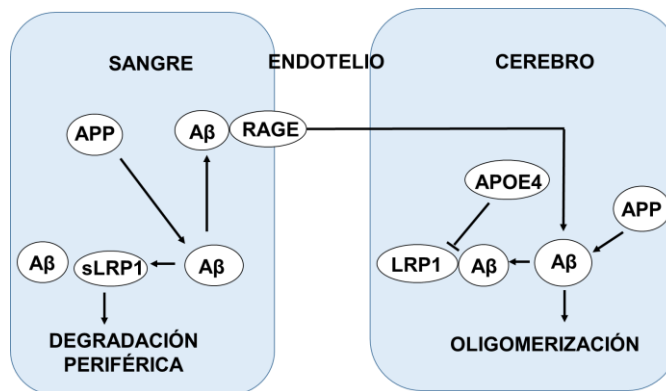 SANGRE
ENDOTELIO
CEREBRO
APP
Aβ
RAGE
APOE4
APP
Aβ
sLRP1
Aβ
LRP1
Aβ
Aβ
DEGRADACIÓN
PERIFÉRICA
OLIGOMERIZACIÓN